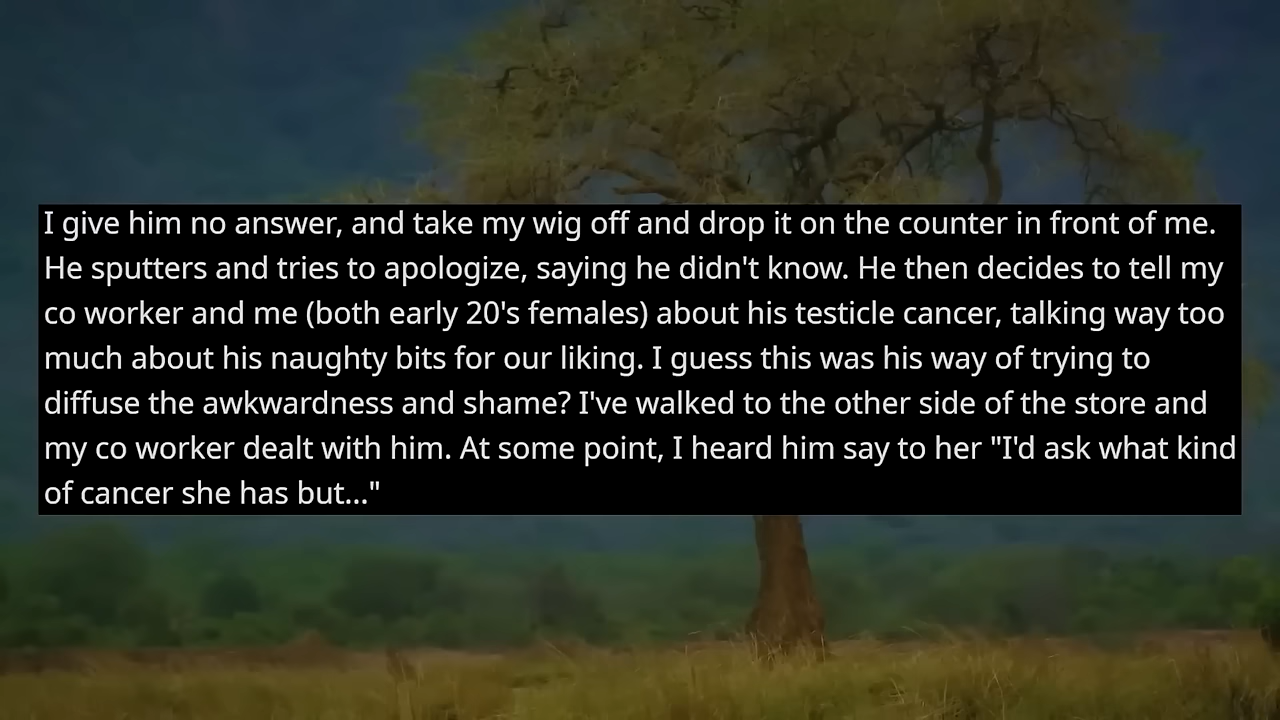 I give him no answer, and take my wig off and drop it on the counter in front of me.
He sputters and tries to apologize, saying he didn't know. He then decides to tell my
co worker and me (both early 20's females) about his testicle cancer, talking way too
much about his naughty bits for our liking. I guess this was his way of trying to
diffuse the awkwardness and shame? I've walked to the other side of the store and
my co worker dealt with him. At some point, I heard him say to her "I'd ask what kind
of cancer she has but..."